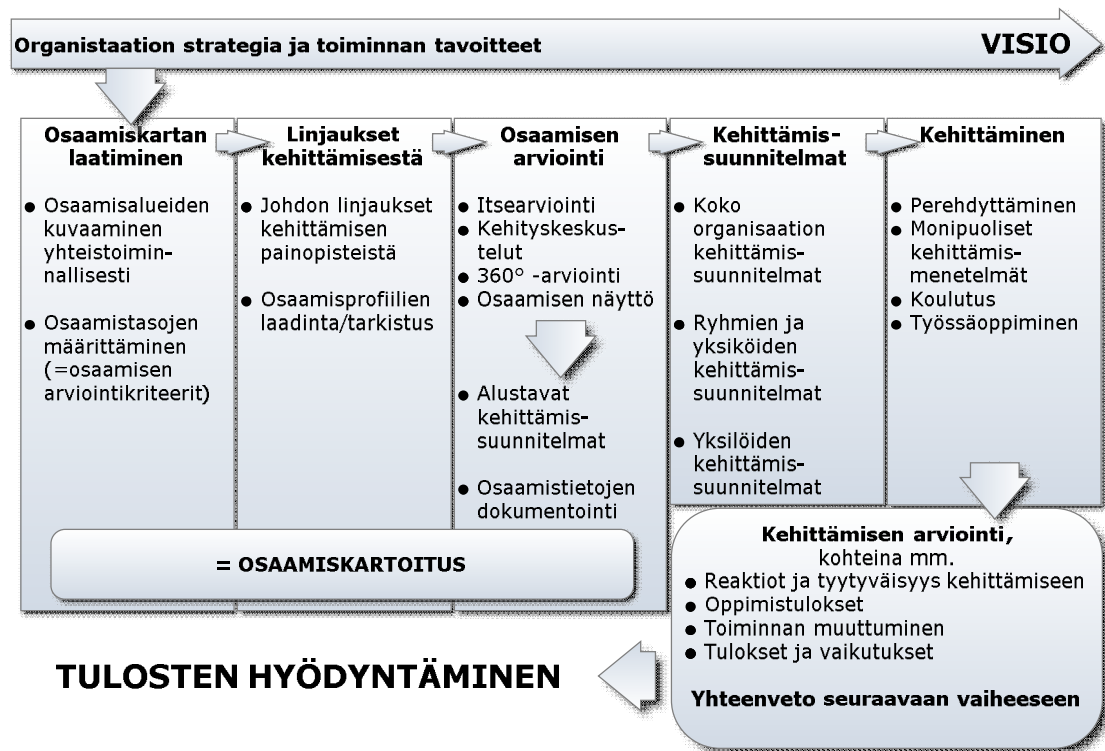 Organistaation strategia ja toiminnan tavoitteet
VISIO
Osaamiskartan
laatiminen
● Osaamisalueiden
kuvaaminen
yhteistoimin-
nallisesti
● Osaamistasojen
määrittäminen
(=osaamisen
arviointikriteerit)
Linjaukset
kehittämisestä
● Johdon linjaukset
kehittämisen
painopisteistä
● Osaamisprofiilien
laadinta/tarkistus
Osaamisen
arviointi
● Itsearviointi
● Kehityskeskus-
telut
● 360° -arviointi
● Osaamisen näyttö
● Alustavat
kehittämis-
suunnitelmat
● Osaamistietojen
dokumentointi
= OSAAMISKARTOITUS
Kehittämis-
suunnitelmat
● Koko
organisaation
kehittämis-
suunnitelmat
● Ryhmien ja
yksiköiden
kehittämis-
suunnitelmat
● Yksilöiden
kehittämis-
suunnitelmat
Kehittäminen
● Perehdyttäminen
● Monipuoliset
kehittämis-
menetelmät
● Koulutus
● Työssäoppiminen
Kehittämisen arviointi,
kohteina mm.
● Reaktiot ja tyytyväisyys kehittämiseen
● Oppimistulokset
● Toiminnan muuttuminen
● Tulokset ja vaikutukset
Yhteenveto seuraavaan vaiheeseen
TULOSTEN HYÖDYNTÄMINEN